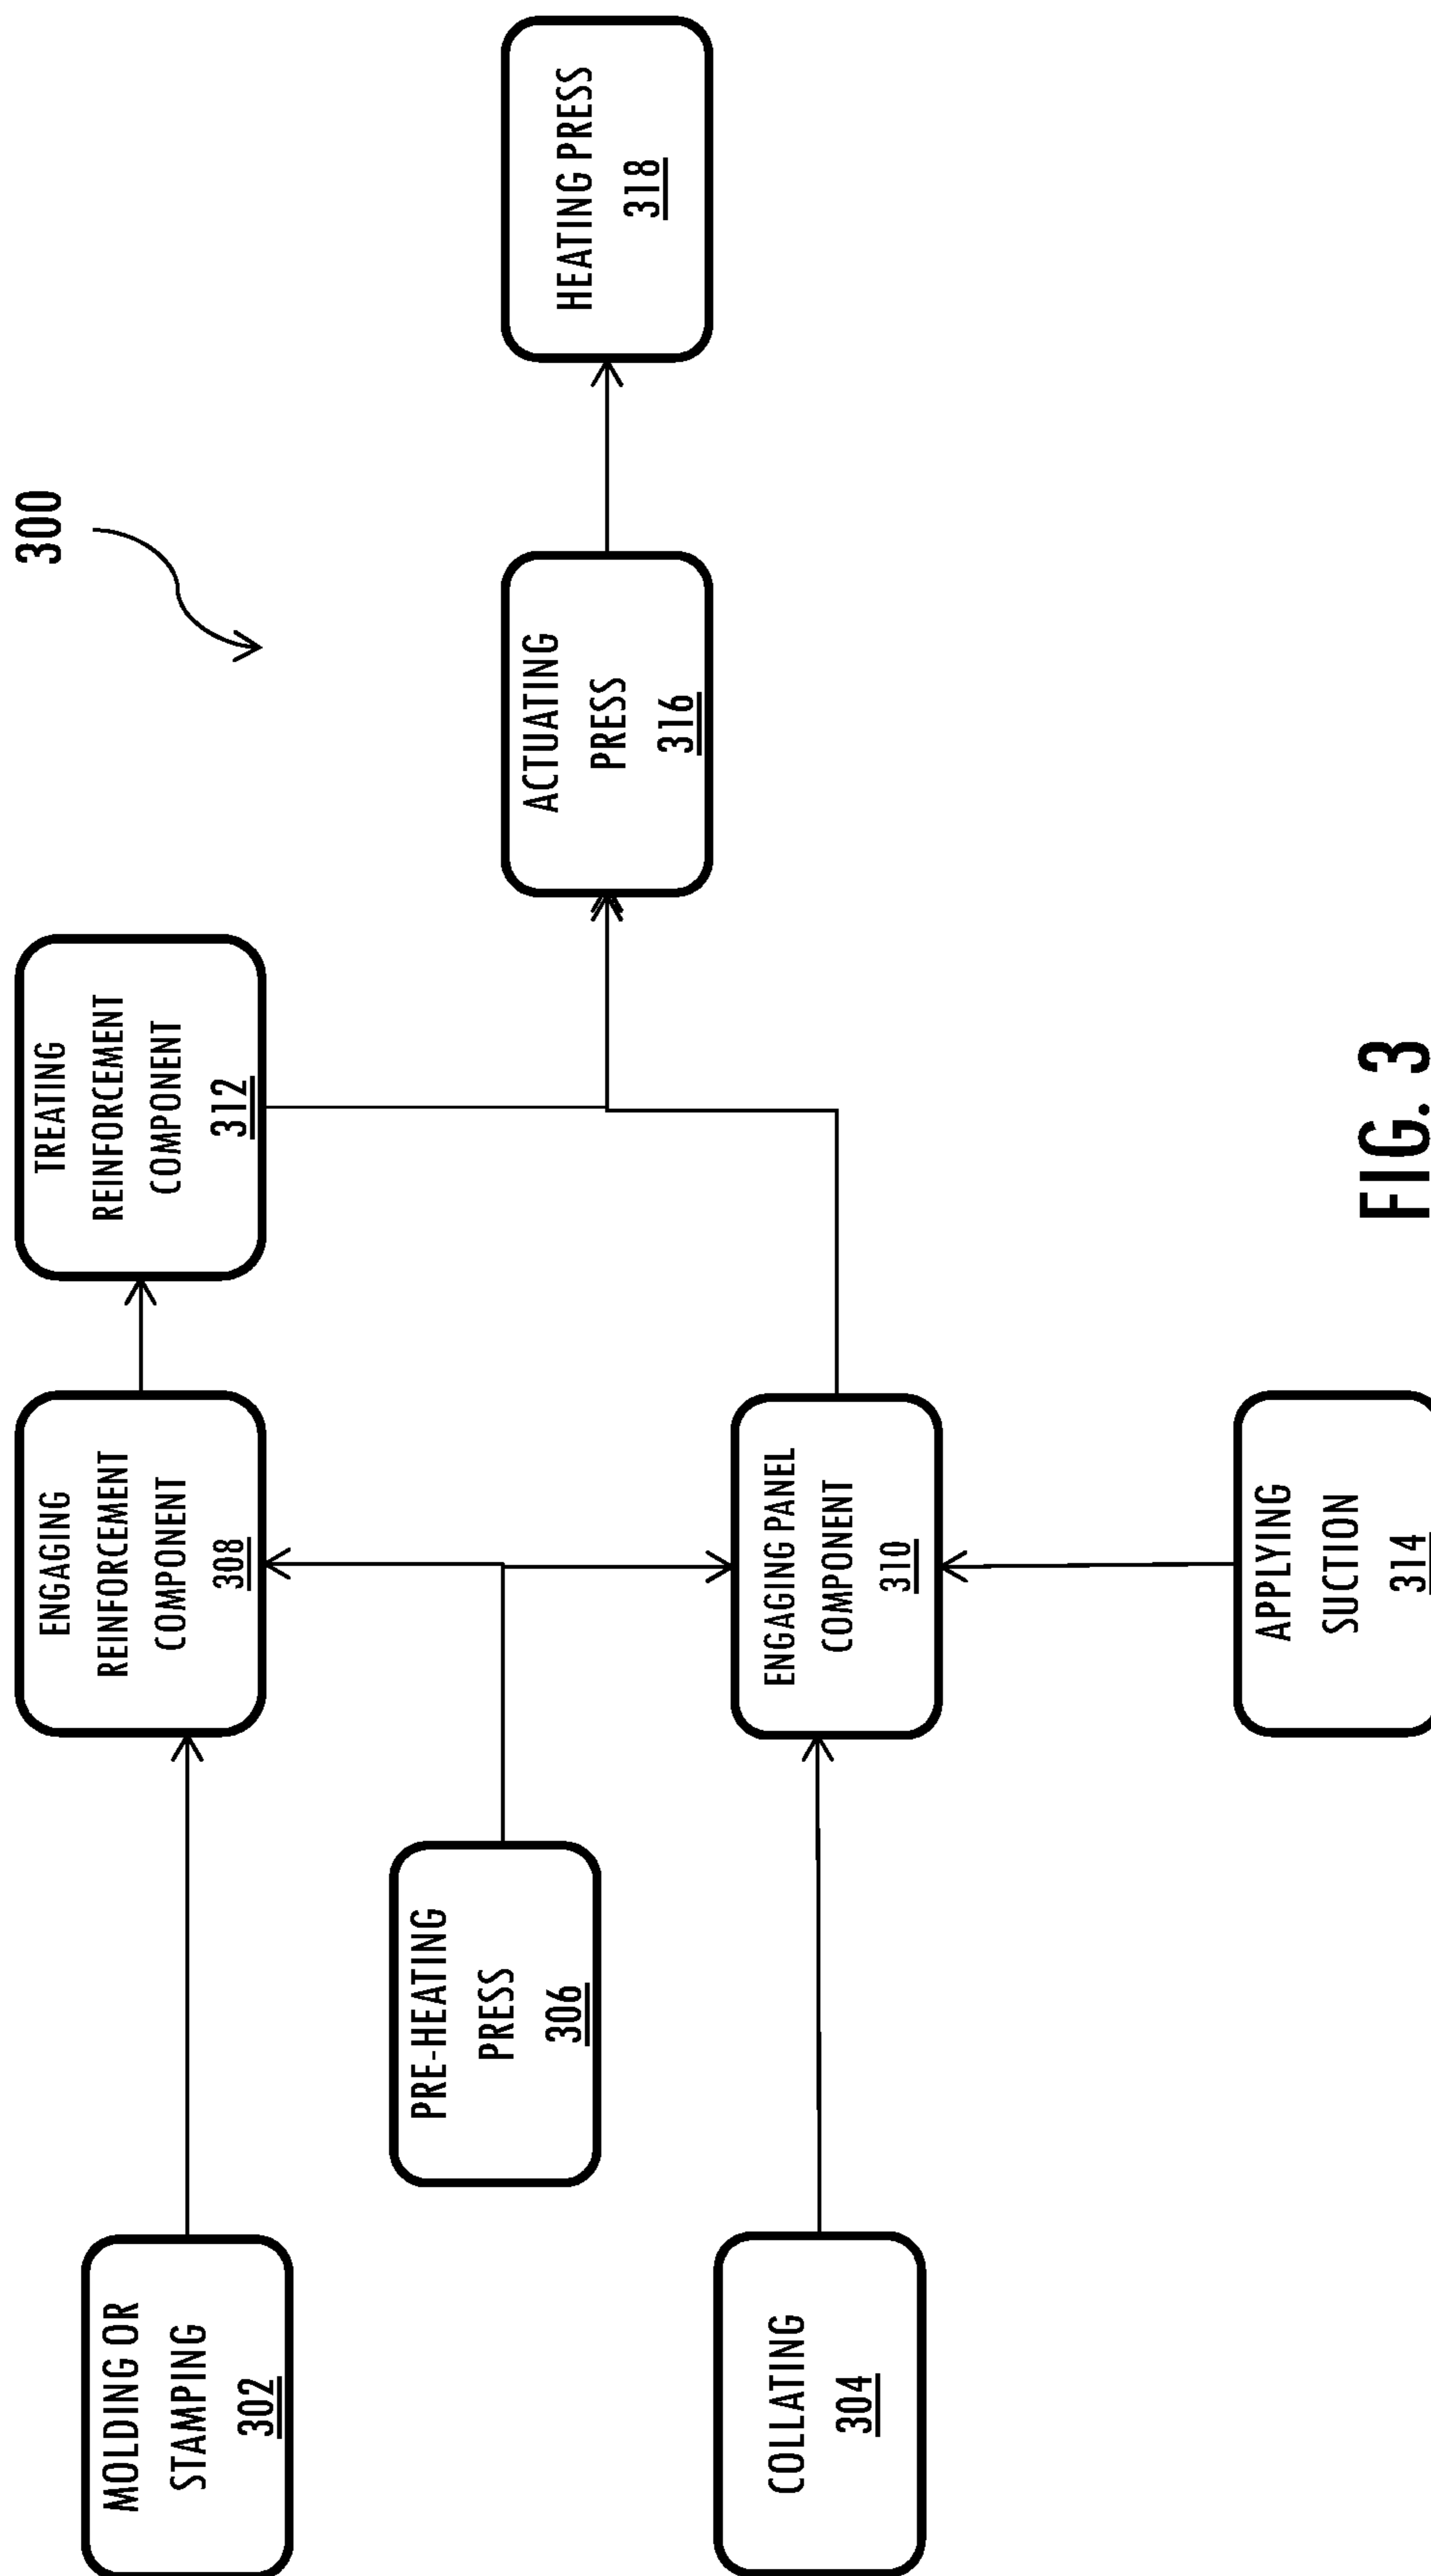 300
MOLDING OR
STAMPING
302
PRE-HEATING
PRESS
306
COLLATING
304
ENGAGING
REINFORCEMENT
COMPONENT
308
ENGAGING PANEL
COMPONENT
310
APPLYING
SUCTION
314
TREATING
REINFORCEMENT
COMPONENT
312
ACTUATING
PRESS
316
HEATING PRESS
318
FIG. 3